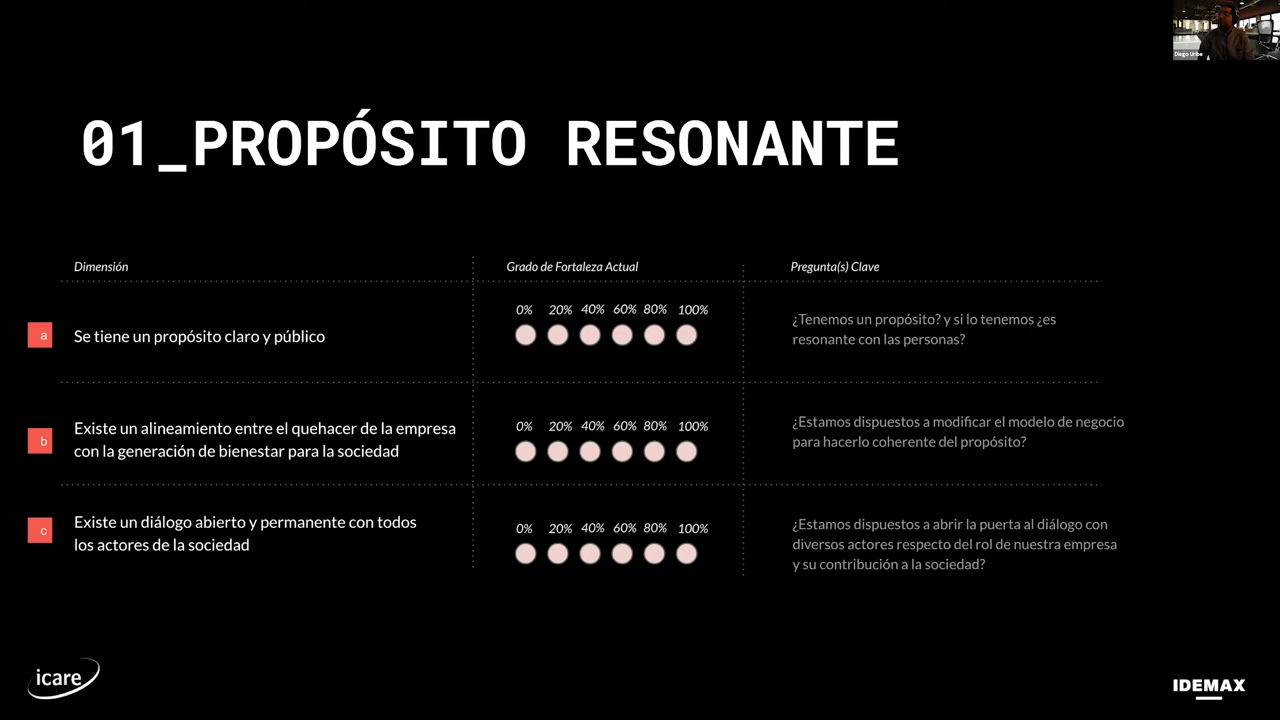 Diego Uribe
01_PROPÓSITO RESONANTE
Dimensión
Grado de Fortaleza Actual
Pregunta(s) Clave
a
Se tiene un propósito claro y público
0% 20% 40% 60% 80% 100%
¿Tenemos un propósito? y si lo tenemos ¿es
resonante con las personas?
b
Existe un alineamiento entre el quehacer de la empresa
con la generación de bienestar para la sociedad
0% 20% 40% 60% 80% 100%
¿Estamos dispuestos a modificar el modelo de negocio
para hacerlo coherente del propósito?
c
Existe un diálogo abierto y permanente con todos
los actores de la sociedad
0% 20% 40% 60% 80% 100%
¿Estamos dispuestos a abrir la puerta al diálogo con
diversos actores respecto del rol de nuestra empresa
y su contribución a la sociedad?
icare
IDEMAX